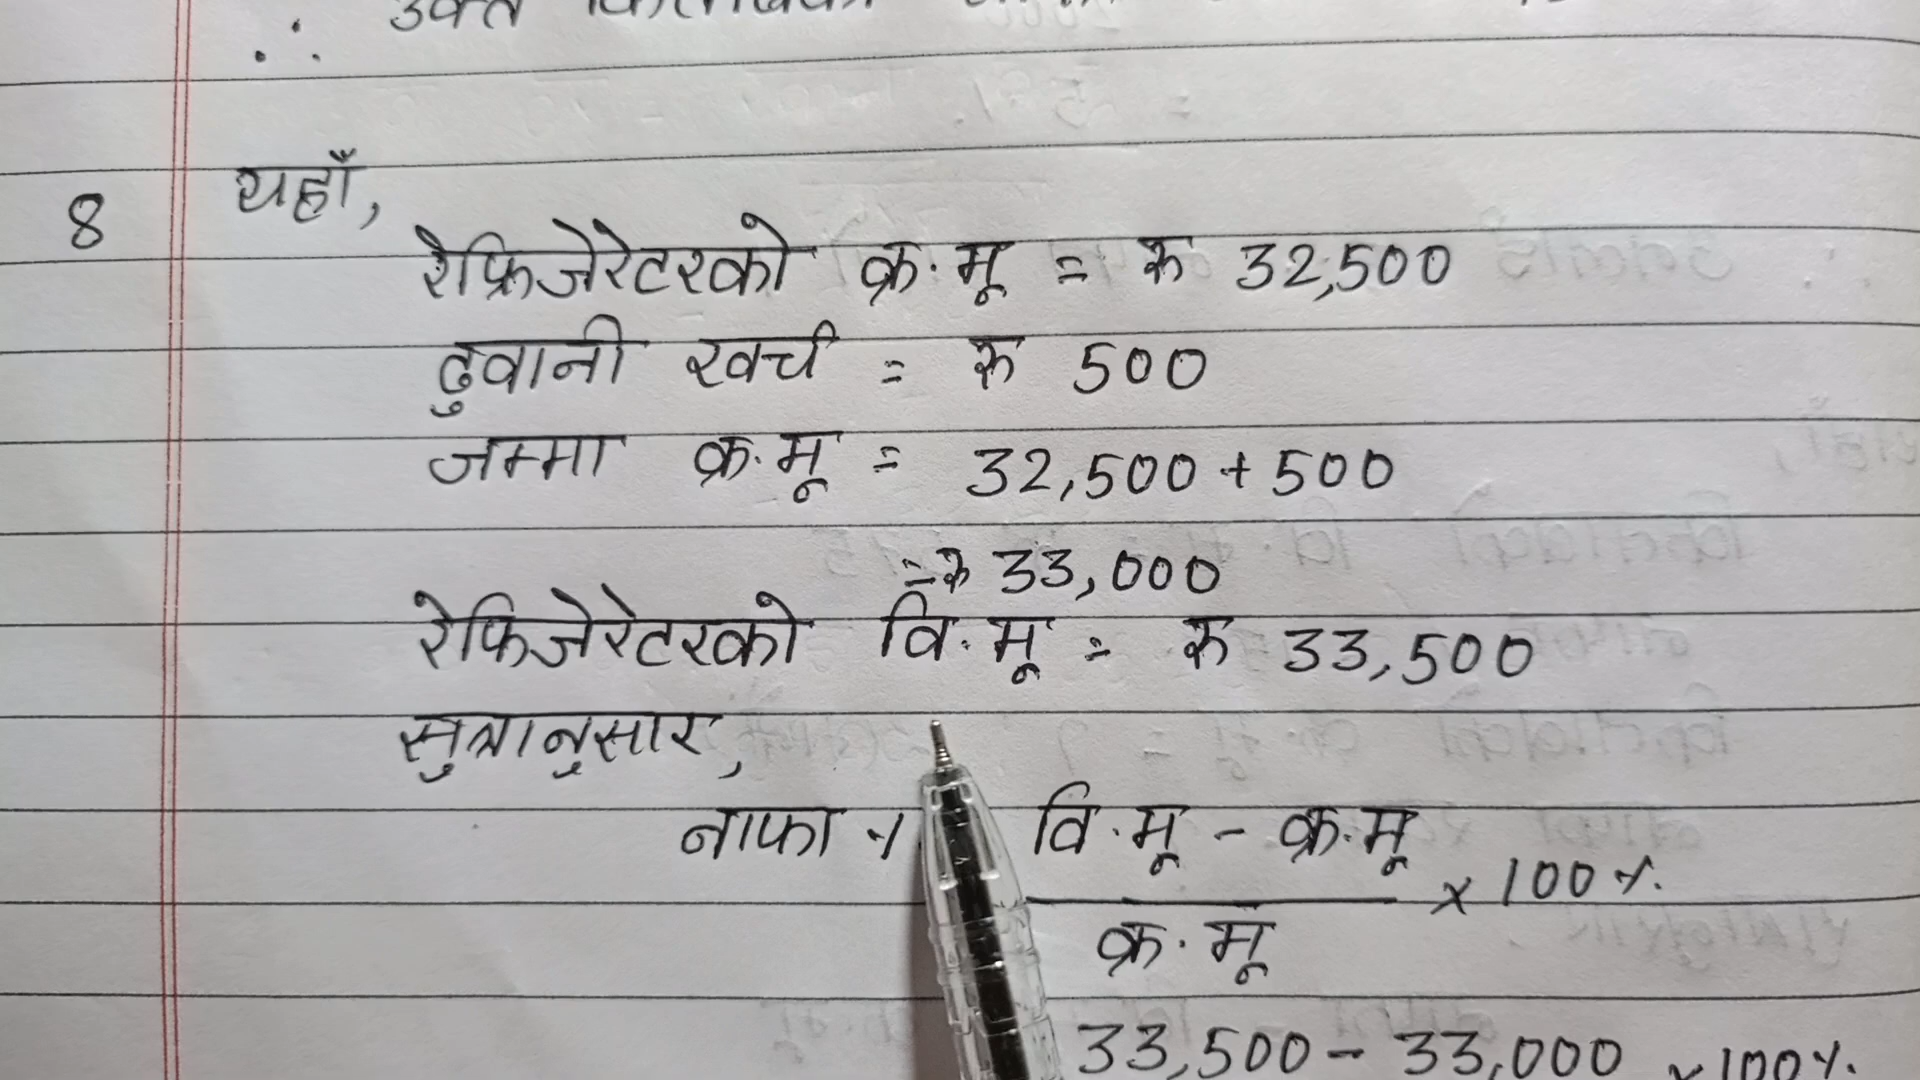 ∴ उक्त
8 यहाँ,
रेफ्रिजेरेटरको क्र.मू = रू 32,500
ढुवानी खर्च = रू 500
जम्मा क्र.मू = 32,500 + 500
=रू 33,000
रेफिजेरेटरको वि.मू = रू 33,500
सुत्रानुसार,
नाफा % वि.मू - क्र.मू
× 100 %.
क्र.मू
33,500 - 33,000 ×100%.